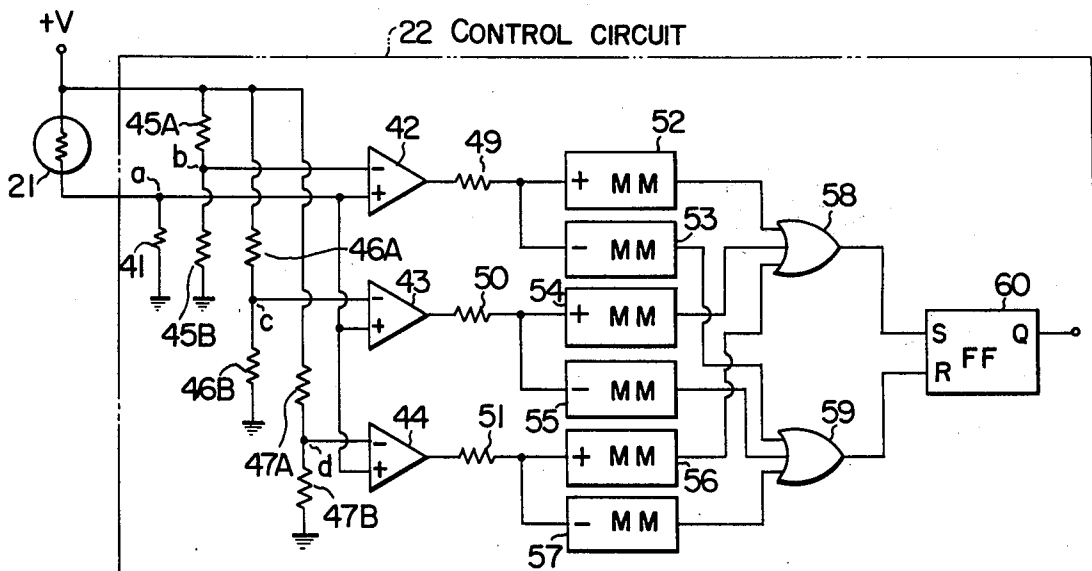 22 CONTROL CIRCUIT
+V
45A
42
49
52
+ MM
b
−
+
21
a
53
− MM
58
41
46A
43
50
54
+ MM
60
45B
c
−
+
S FF Q
R
46B
55
− MM
59
47A
44
51
+ MM
56
d
−
+
47B
57
− MM